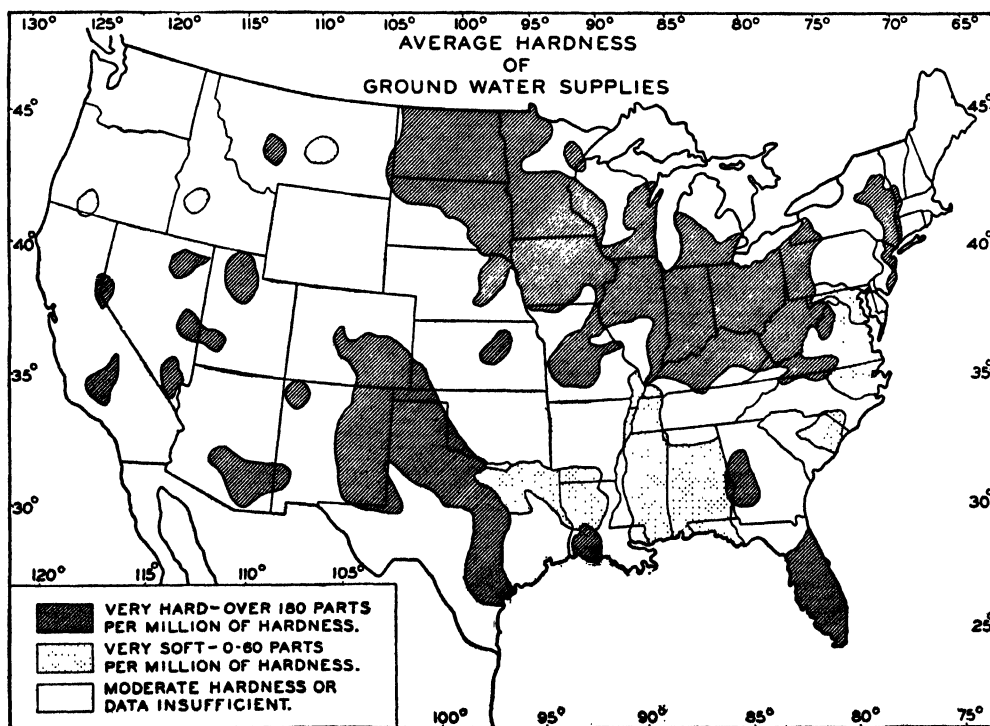 130° 125° 120° 115° 110° 105° 100° 95° 90° 85° 80° 75° 70° 65°
AVERAGE HARDNESS
OF
GROUND WATER SUPPLIES
45° 45°
40° 40°
35° 35°
30° 30°
120° 115° 110° 105°
25°
VERY HARD-OVER 180 PARTS
PER MILLION OF HARDNESS.
VERY SOFT-0-60 PARTS
PER MILLION OF HARDNESS.
MODERATE HARDNESS OR
DATA INSUFFICIENT.
100° 95° 90° 85° 80° 75°